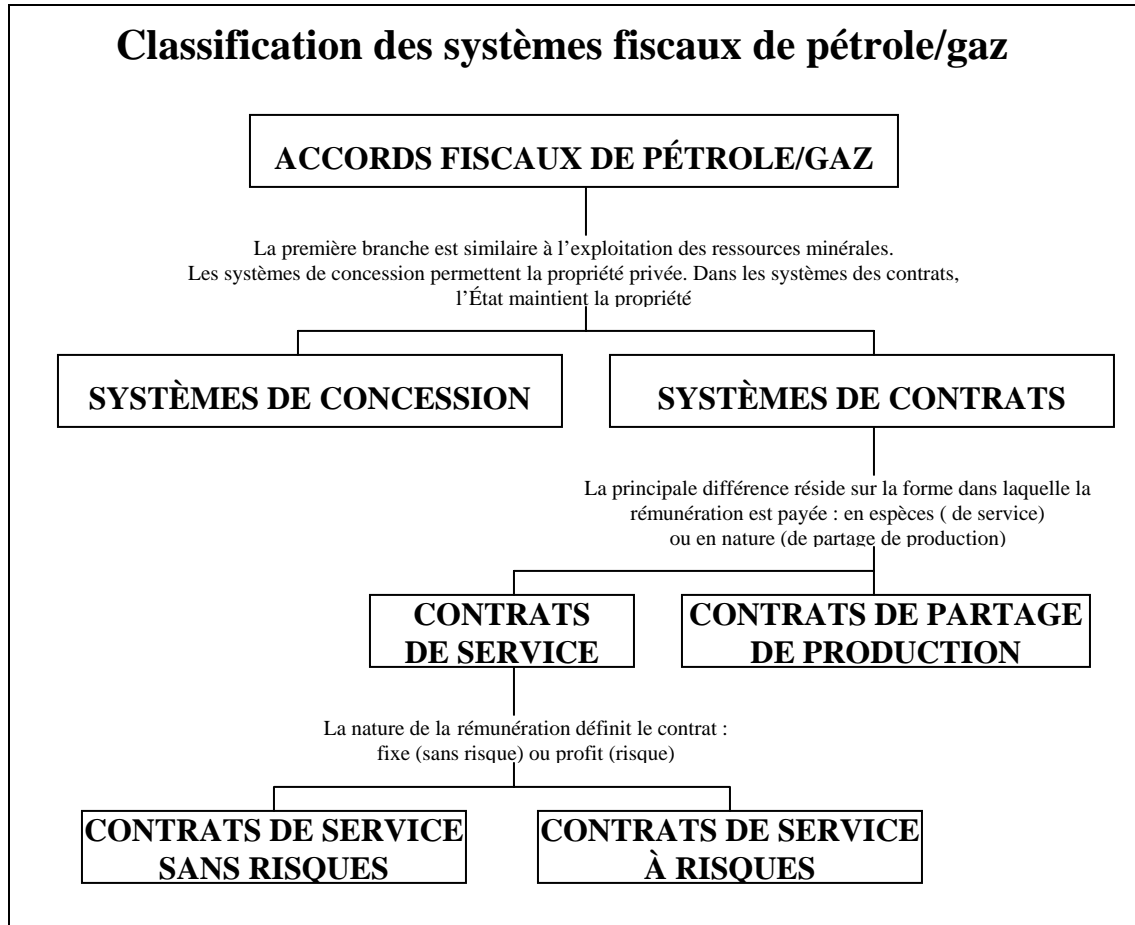 Classification des systèmes fiscaux de pétrole/gaz
ACCORDS FISCAUX DE PÉTROLE/GAZ
La première branche est similaire à l’exploitation des ressources minérales.
Les systèmes de concession permettent la propriété privée. Dans les systèmes des contrats,
l’État maintient la propriété
SYSTÈMES DE CONCESSION
SYSTÈMES DE CONTRATS
La principale différence réside sur la forme dans laquelle la
rémunération est payée : en espèces ( de service)
ou en nature (de partage de production)
CONTRATS
DE SERVICE
CONTRATS DE PARTAGE
DE PRODUCTION
La nature de la rémunération définit le contrat :
fixe (sans risque) ou profit (risque)
CONTRATS DE SERVICE
SANS RISQUES
CONTRATS DE SERVICE
À RISQUES